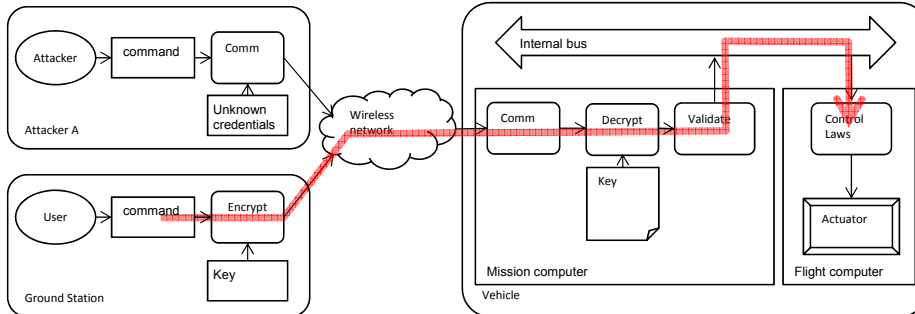 Attacker
command
Comm
Unknown
credentials
Attacker A
User
command
Encrypt
Key
Ground Station
Wireless
network
Internal bus
Comm
Decrypt
Validate
Key
Mission computer
Control
Laws
Actuator
Flight computer
Vehicle